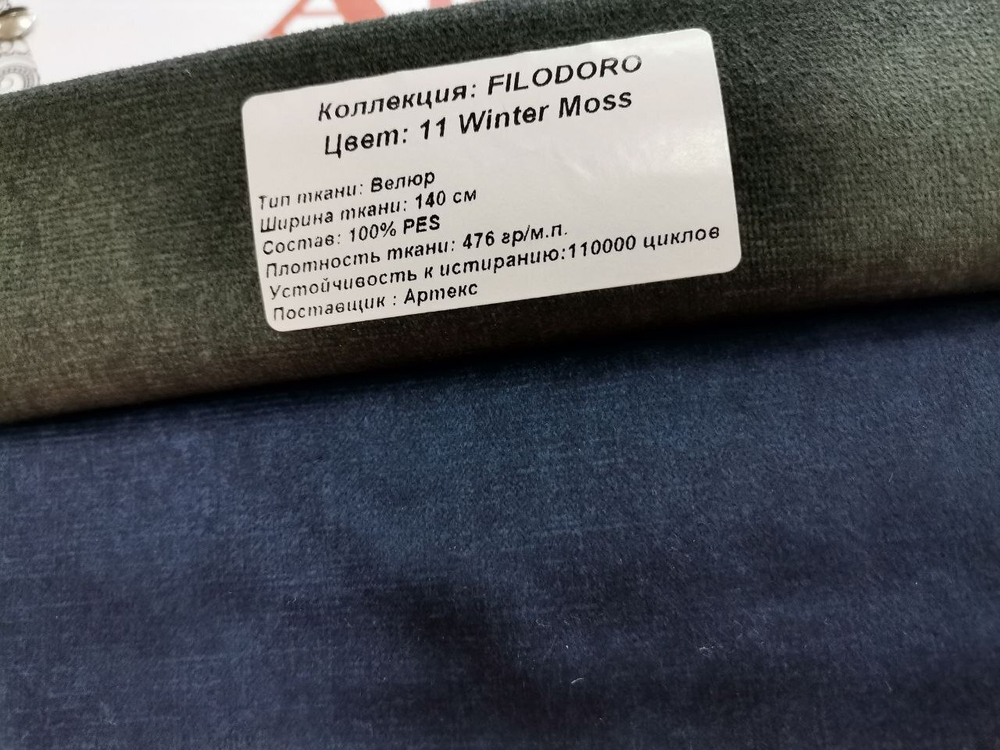 Коллекция: FILODORO
Цвет: 11 Winter Moss
Тип ткани: Велюр
Ширина ткани: 140 см
Состав: 100% PES
Плотность ткани: 476 гр/м.п.
Устойчивость к истиранию:110000 циклов
Поставщик : Артекс